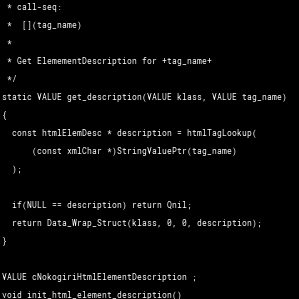 * call-seq:
*  [](tag_name)
*
* Get ElemementDescription for +tag_name+
*/
static VALUE get_description(VALUE klass, VALUE tag_name)
{
  const htmlElemDesc * description = htmlTagLookup(
      (const xmlChar *)StringValuePtr(tag_name)
  );

  if(NULL == description) return Qnil;
  return Data_Wrap_Struct(klass, 0, 0, description);
}

VALUE cNokogiriHtmlElementDescription ;
void init_html_element_description()